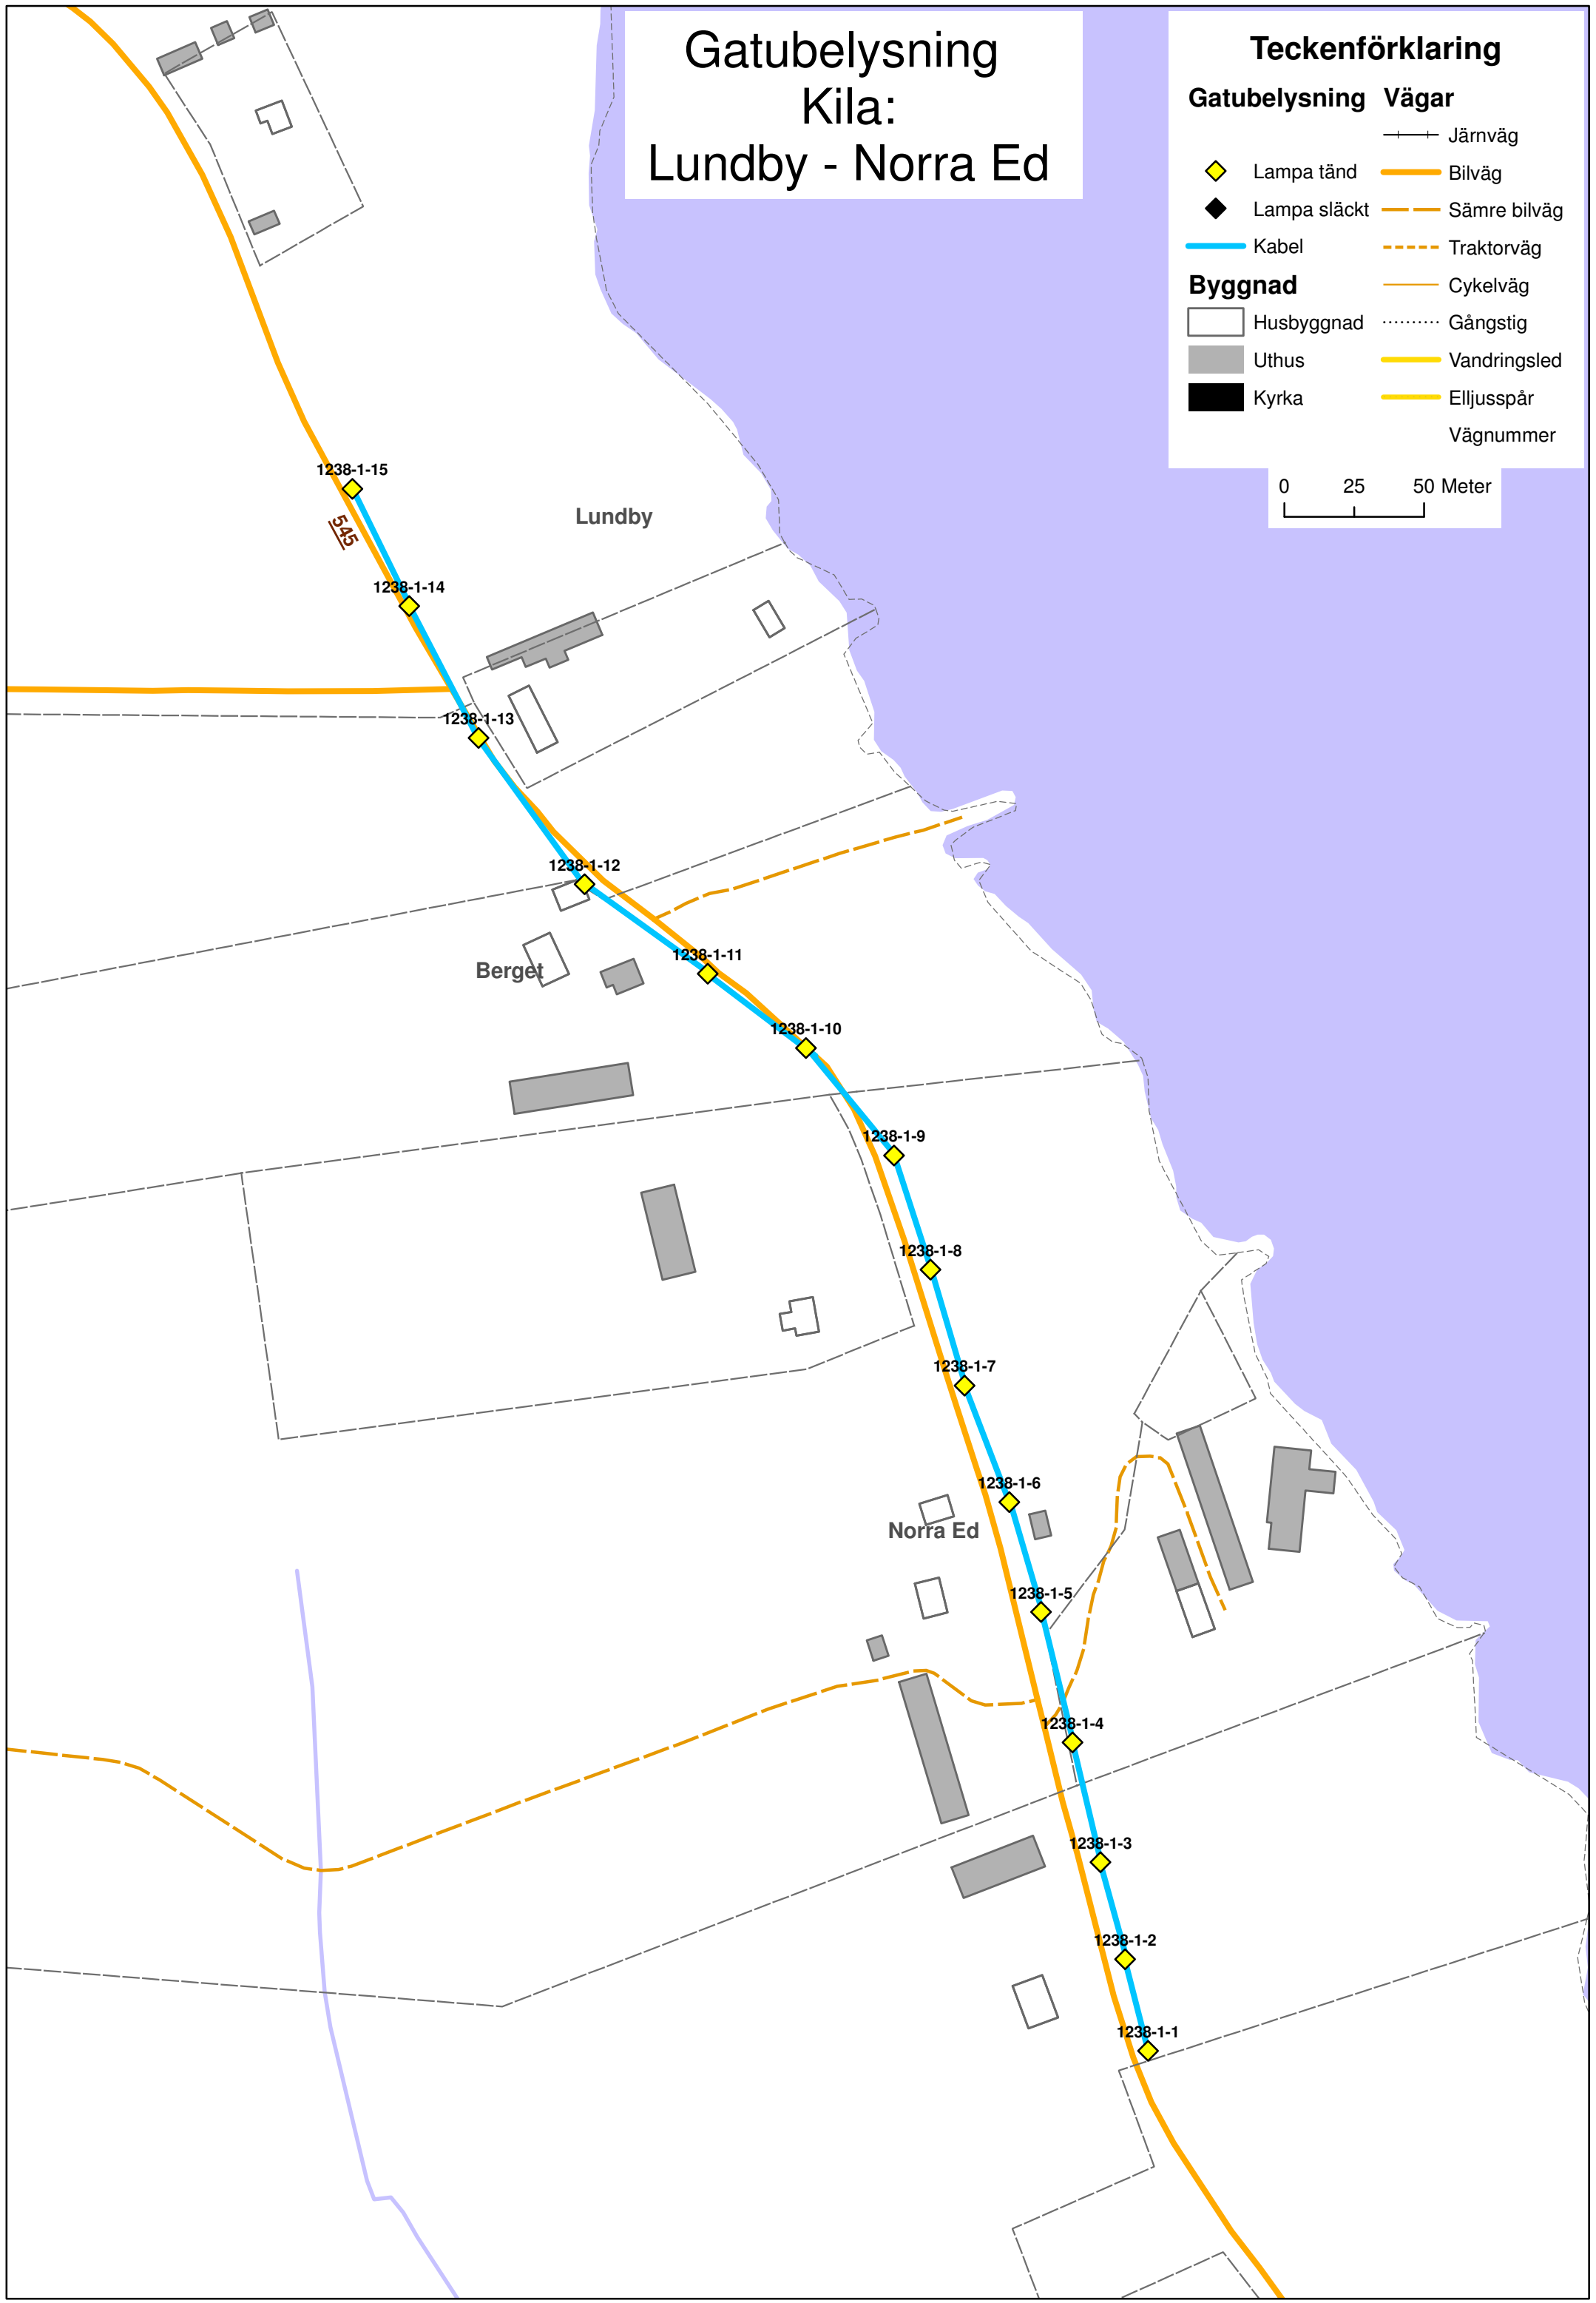 Gatubelysning
Kila:
Lundby - Norra Ed
Teckenförklaring
Gatubelysning
Lampa tänd
Lampa släckt
Kabel
Byggnad
Husbyggnad
Uthus
Kyrka
Vägar
Järnväg
Bilväg
Sämre bilväg
Traktorväg
Cykelväg
Gångstig
Vandringsled
Elljusspår
Vägnummer
0 25 50 Meter
1238-1-15
545
Lundby
1238-1-14
1238-1-13
1238-1-12
1238-1-11
Berget
1238-1-10
1238-1-9
1238-1-8
1238-1-7
1238-1-6
Norra Ed
1238-1-5
1238-1-4
1238-1-3
1238-1-2
1238-1-1